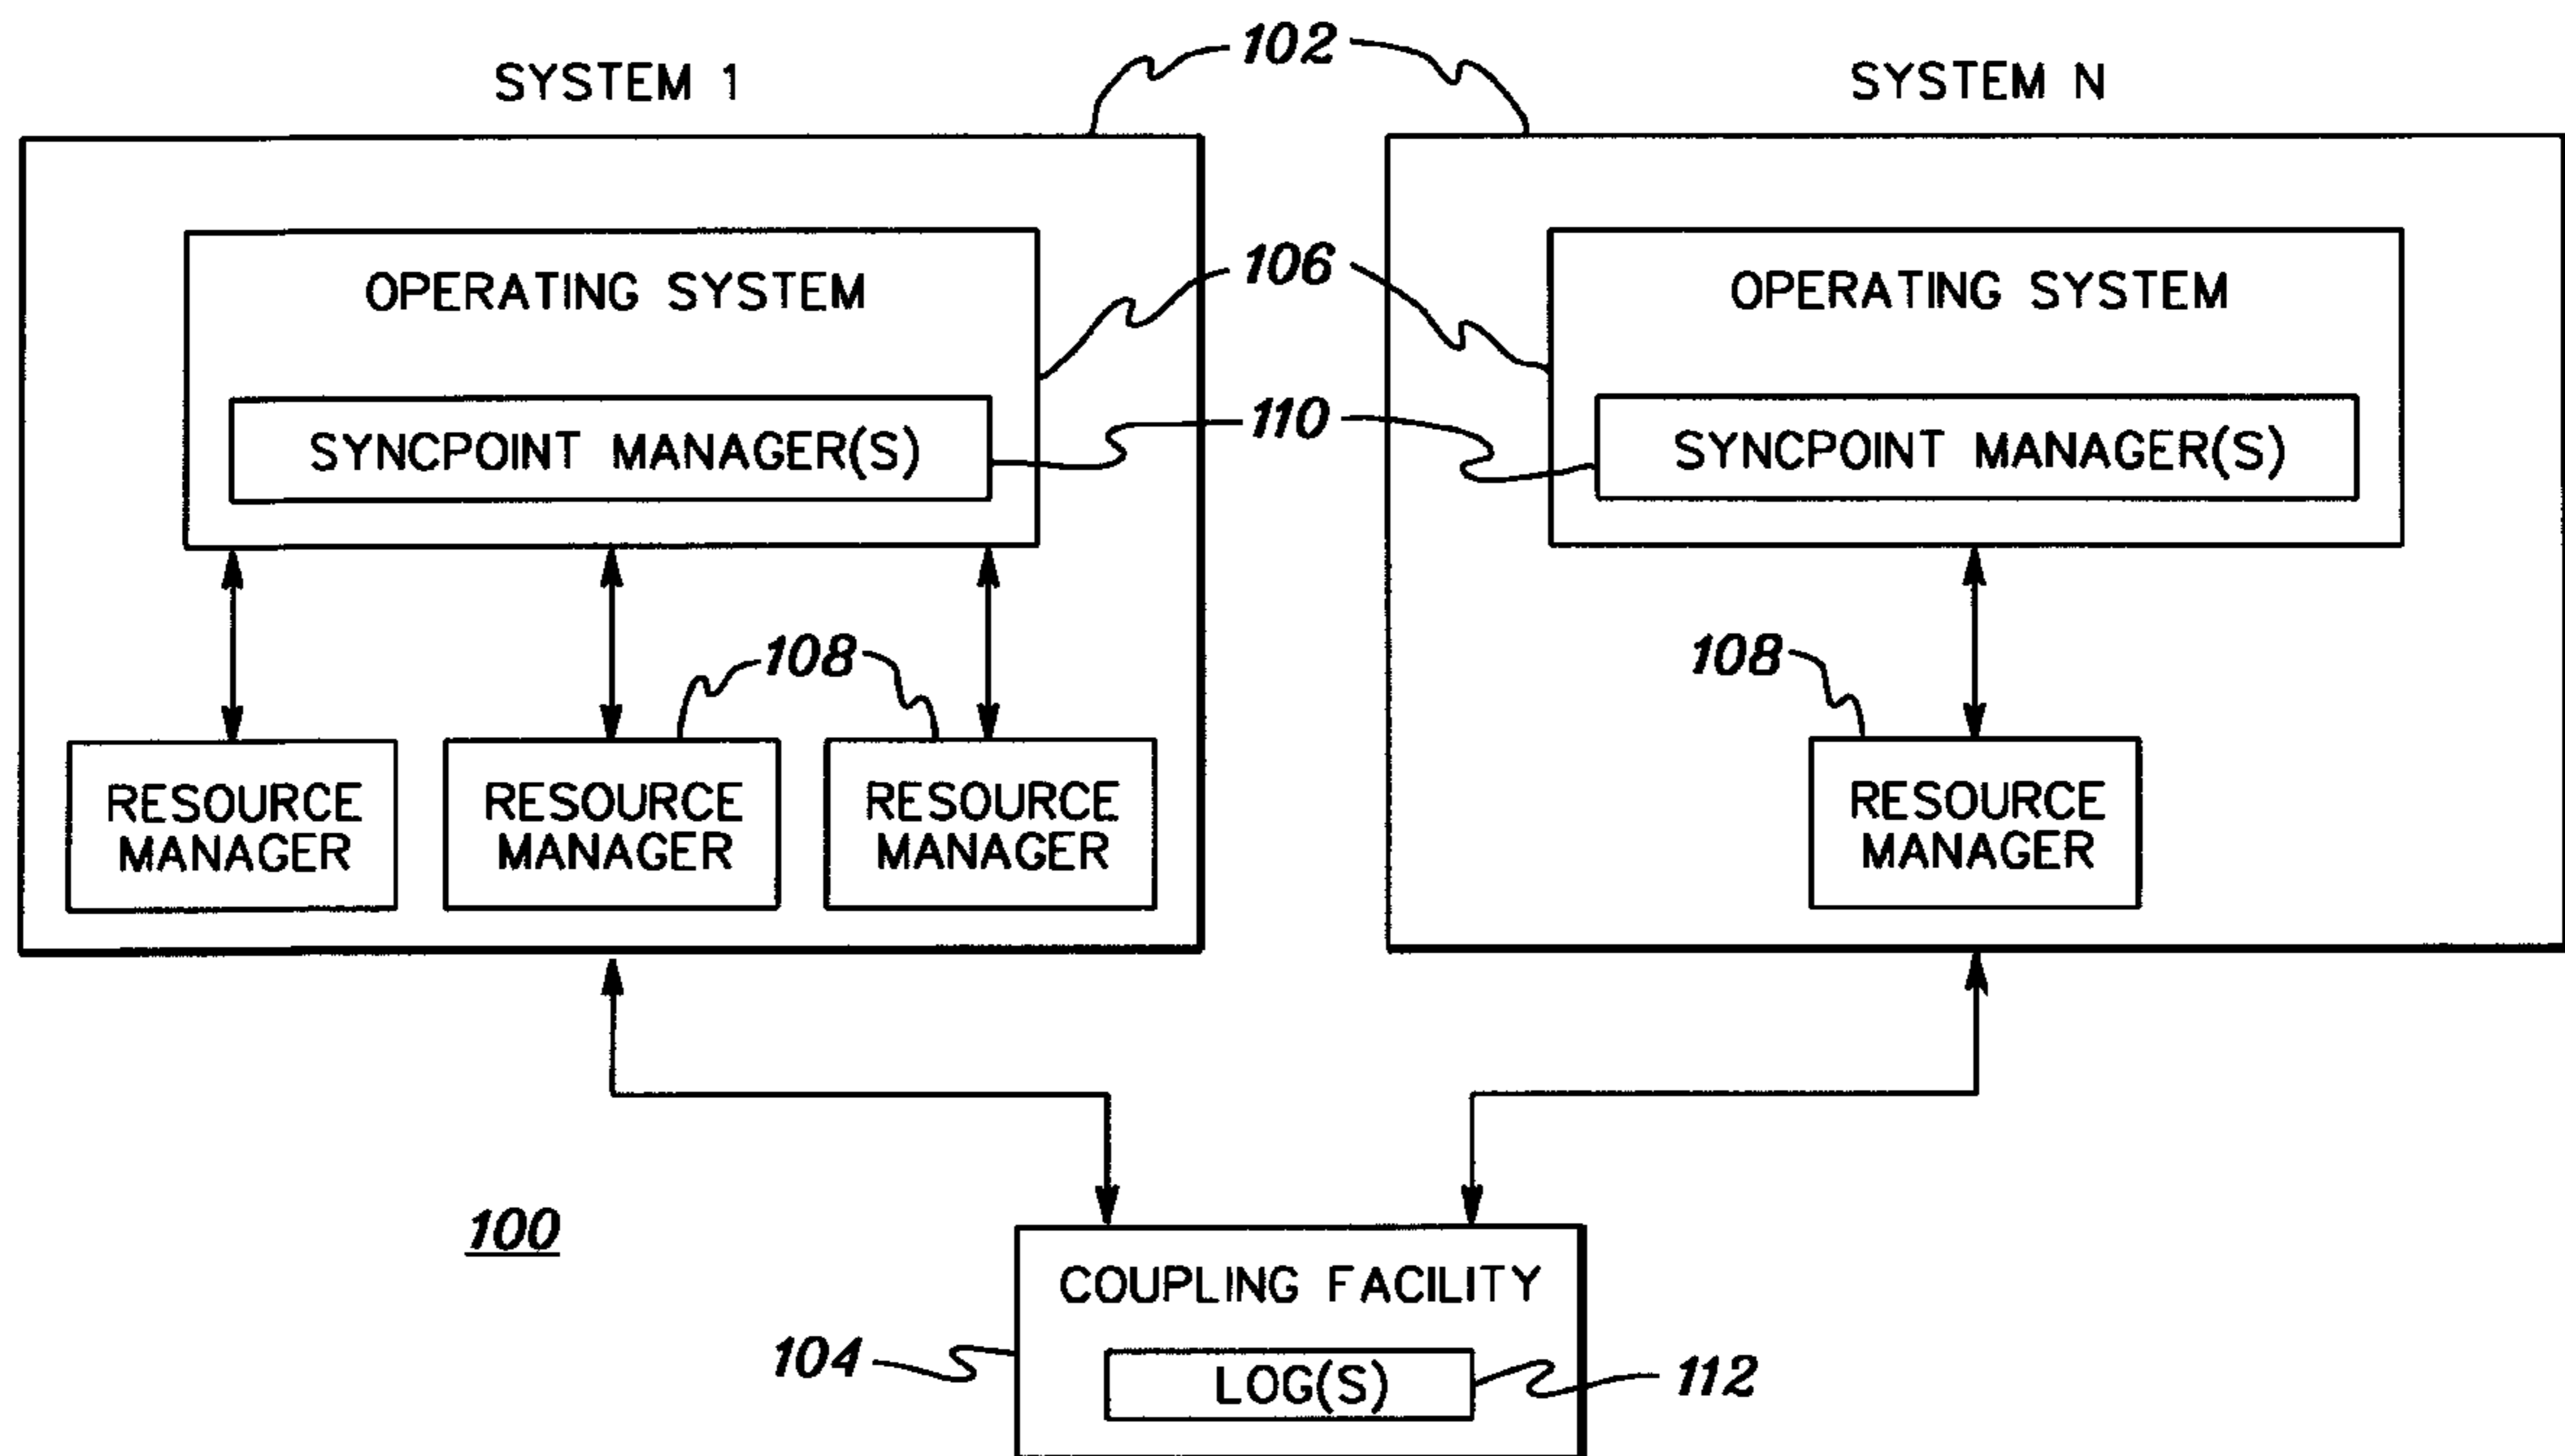 102
SYSTEM 1
SYSTEM N
106
OPERATING SYSTEM
OPERATING SYSTEM
110
SYNCPOINT MANAGER(S)
SYNCPOINT MANAGER(S)
108
108
RESOURCE
MANAGER
RESOURCE
MANAGER
RESOURCE
MANAGER
RESOURCE
MANAGER
100
COUPLING FACILITY
104
LOG(S)
112